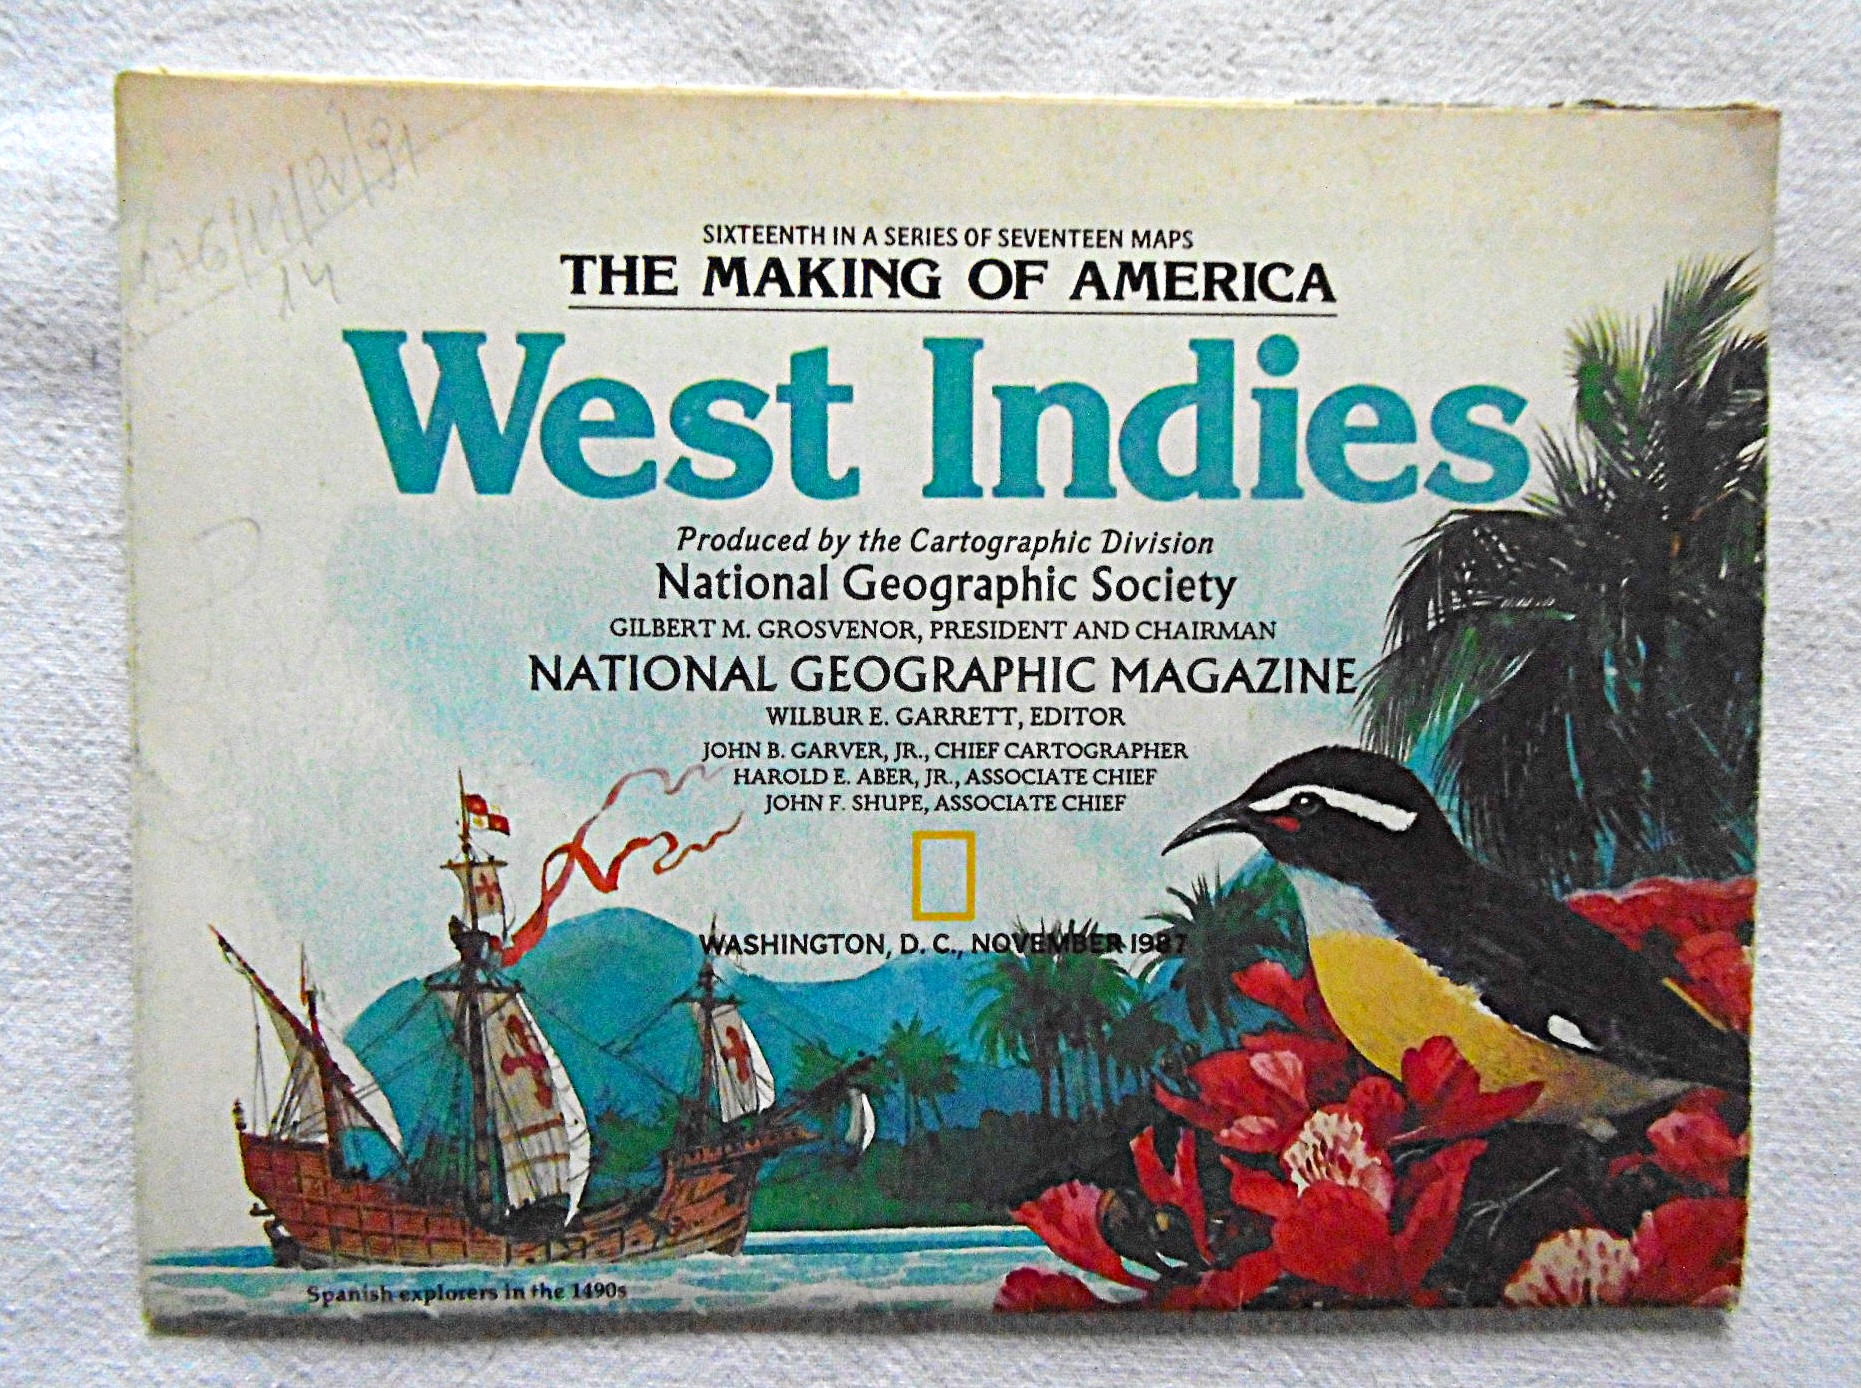 SIXTEENTH IN A SERIES OF SEVENTEEN MAPS
THE MAKING OF AMERICA
West Indies
Produced by the Cartographic Division
National Geographic Society
GILBERT M. GROSVENOR, PRESIDENT AND CHAIRMAN
NATIONAL GEOGRAPHIC MAGAZINE
WILBUR E. GARRETT, EDITOR
JOHN B. GARVER, JR., CHIEF CARTOGRAPHER
HAROLD E. ABER, JR., ASSOCIATE CHIEF
JOHN F. SHUPE, ASSOCIATE CHIEF
WASHINGTON, D. C., NOVEMBER 1987
Spanish explorers in the 1490s